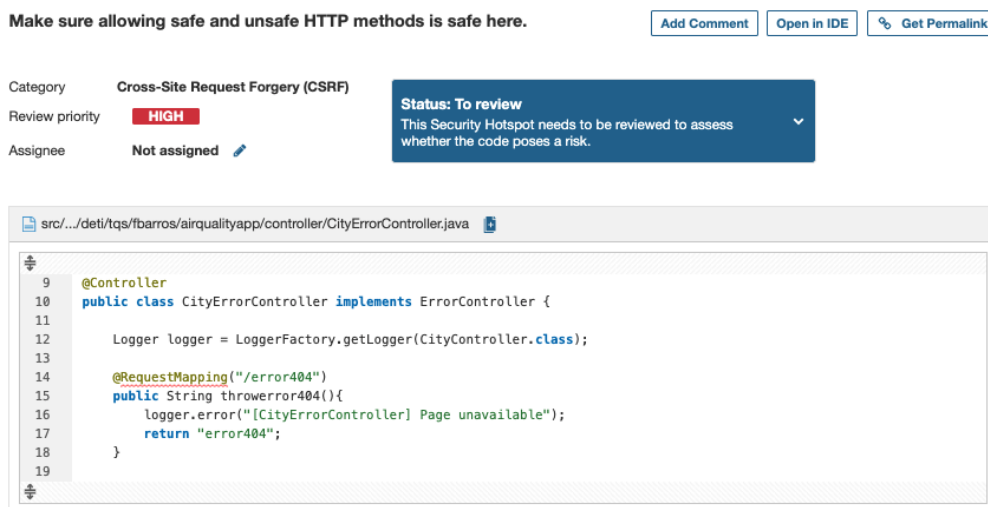 Make sure allowing safe and unsafe HTTP methods is safe here.
Add Comment
Open in IDE
Get Permalink
Category
Cross-Site Request Forgery (CSRF)
Review priority
HIGH
Assignee
Not assigned
Status: To review
This Security Hotspot needs to be reviewed to assess
whether the code poses a risk.
src/.../deti/tqs/fbarros/airqualityapp/controller/CityErrorController.java
9 @Controller
10 public class CityErrorController implements ErrorController {
11
12 Logger logger = LoggerFactory.getLogger(CityController.class);
13
14 @RequestMapping("/error404")
15 public String throwerror404(){
16 logger.error("[CityErrorController] Page unavailable");
17 return "error404";
18 }
19